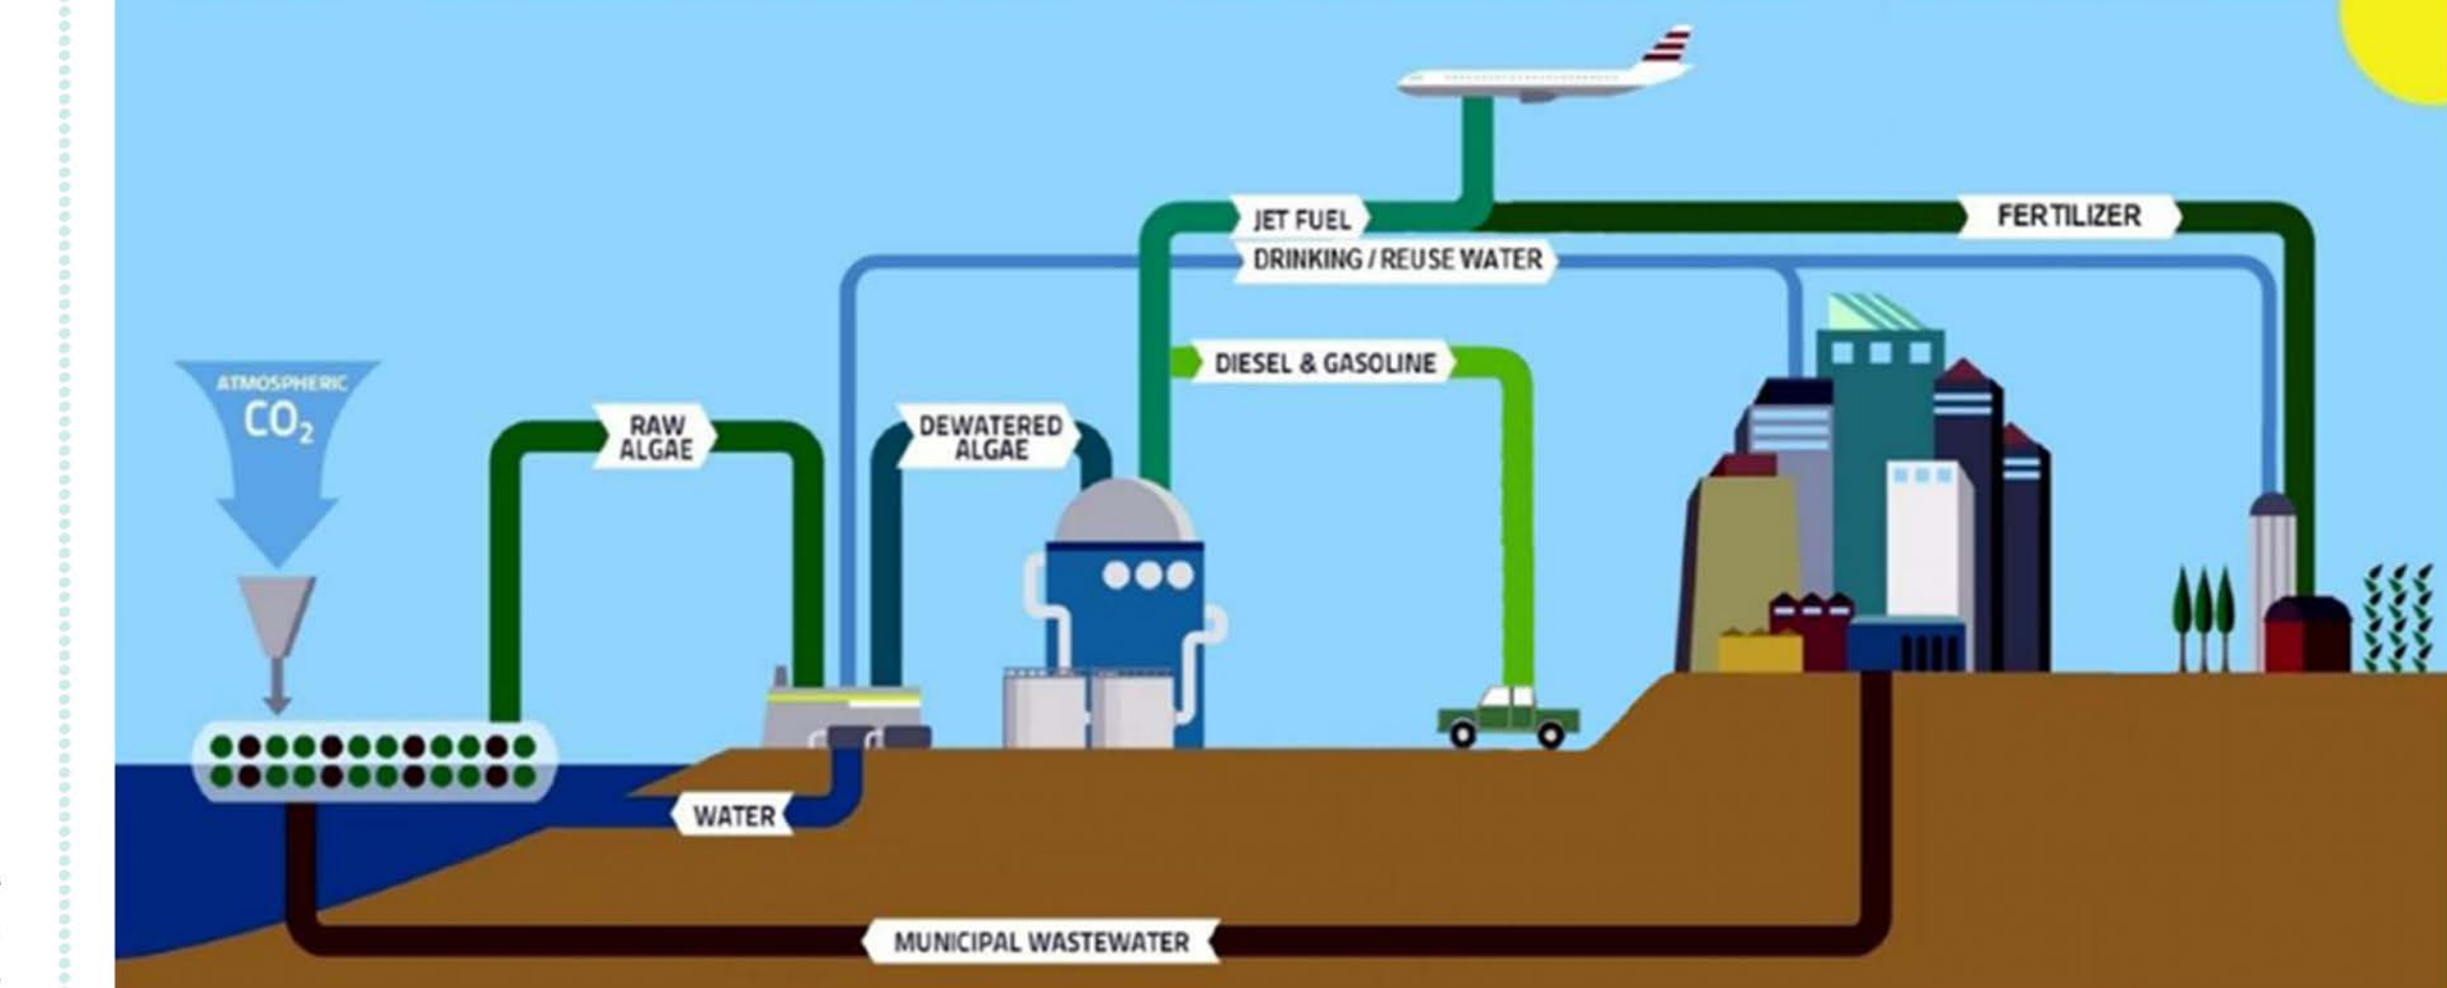 JET FUEL
FERTILIZER
DRINKING / REUSE WATER
DIESEL & GASOLINE
ATMOSPHERIC
CO₂
RAW
ALGAE
DEWATERED
ALGAE
WATER
MUNICIPAL WASTEWATER